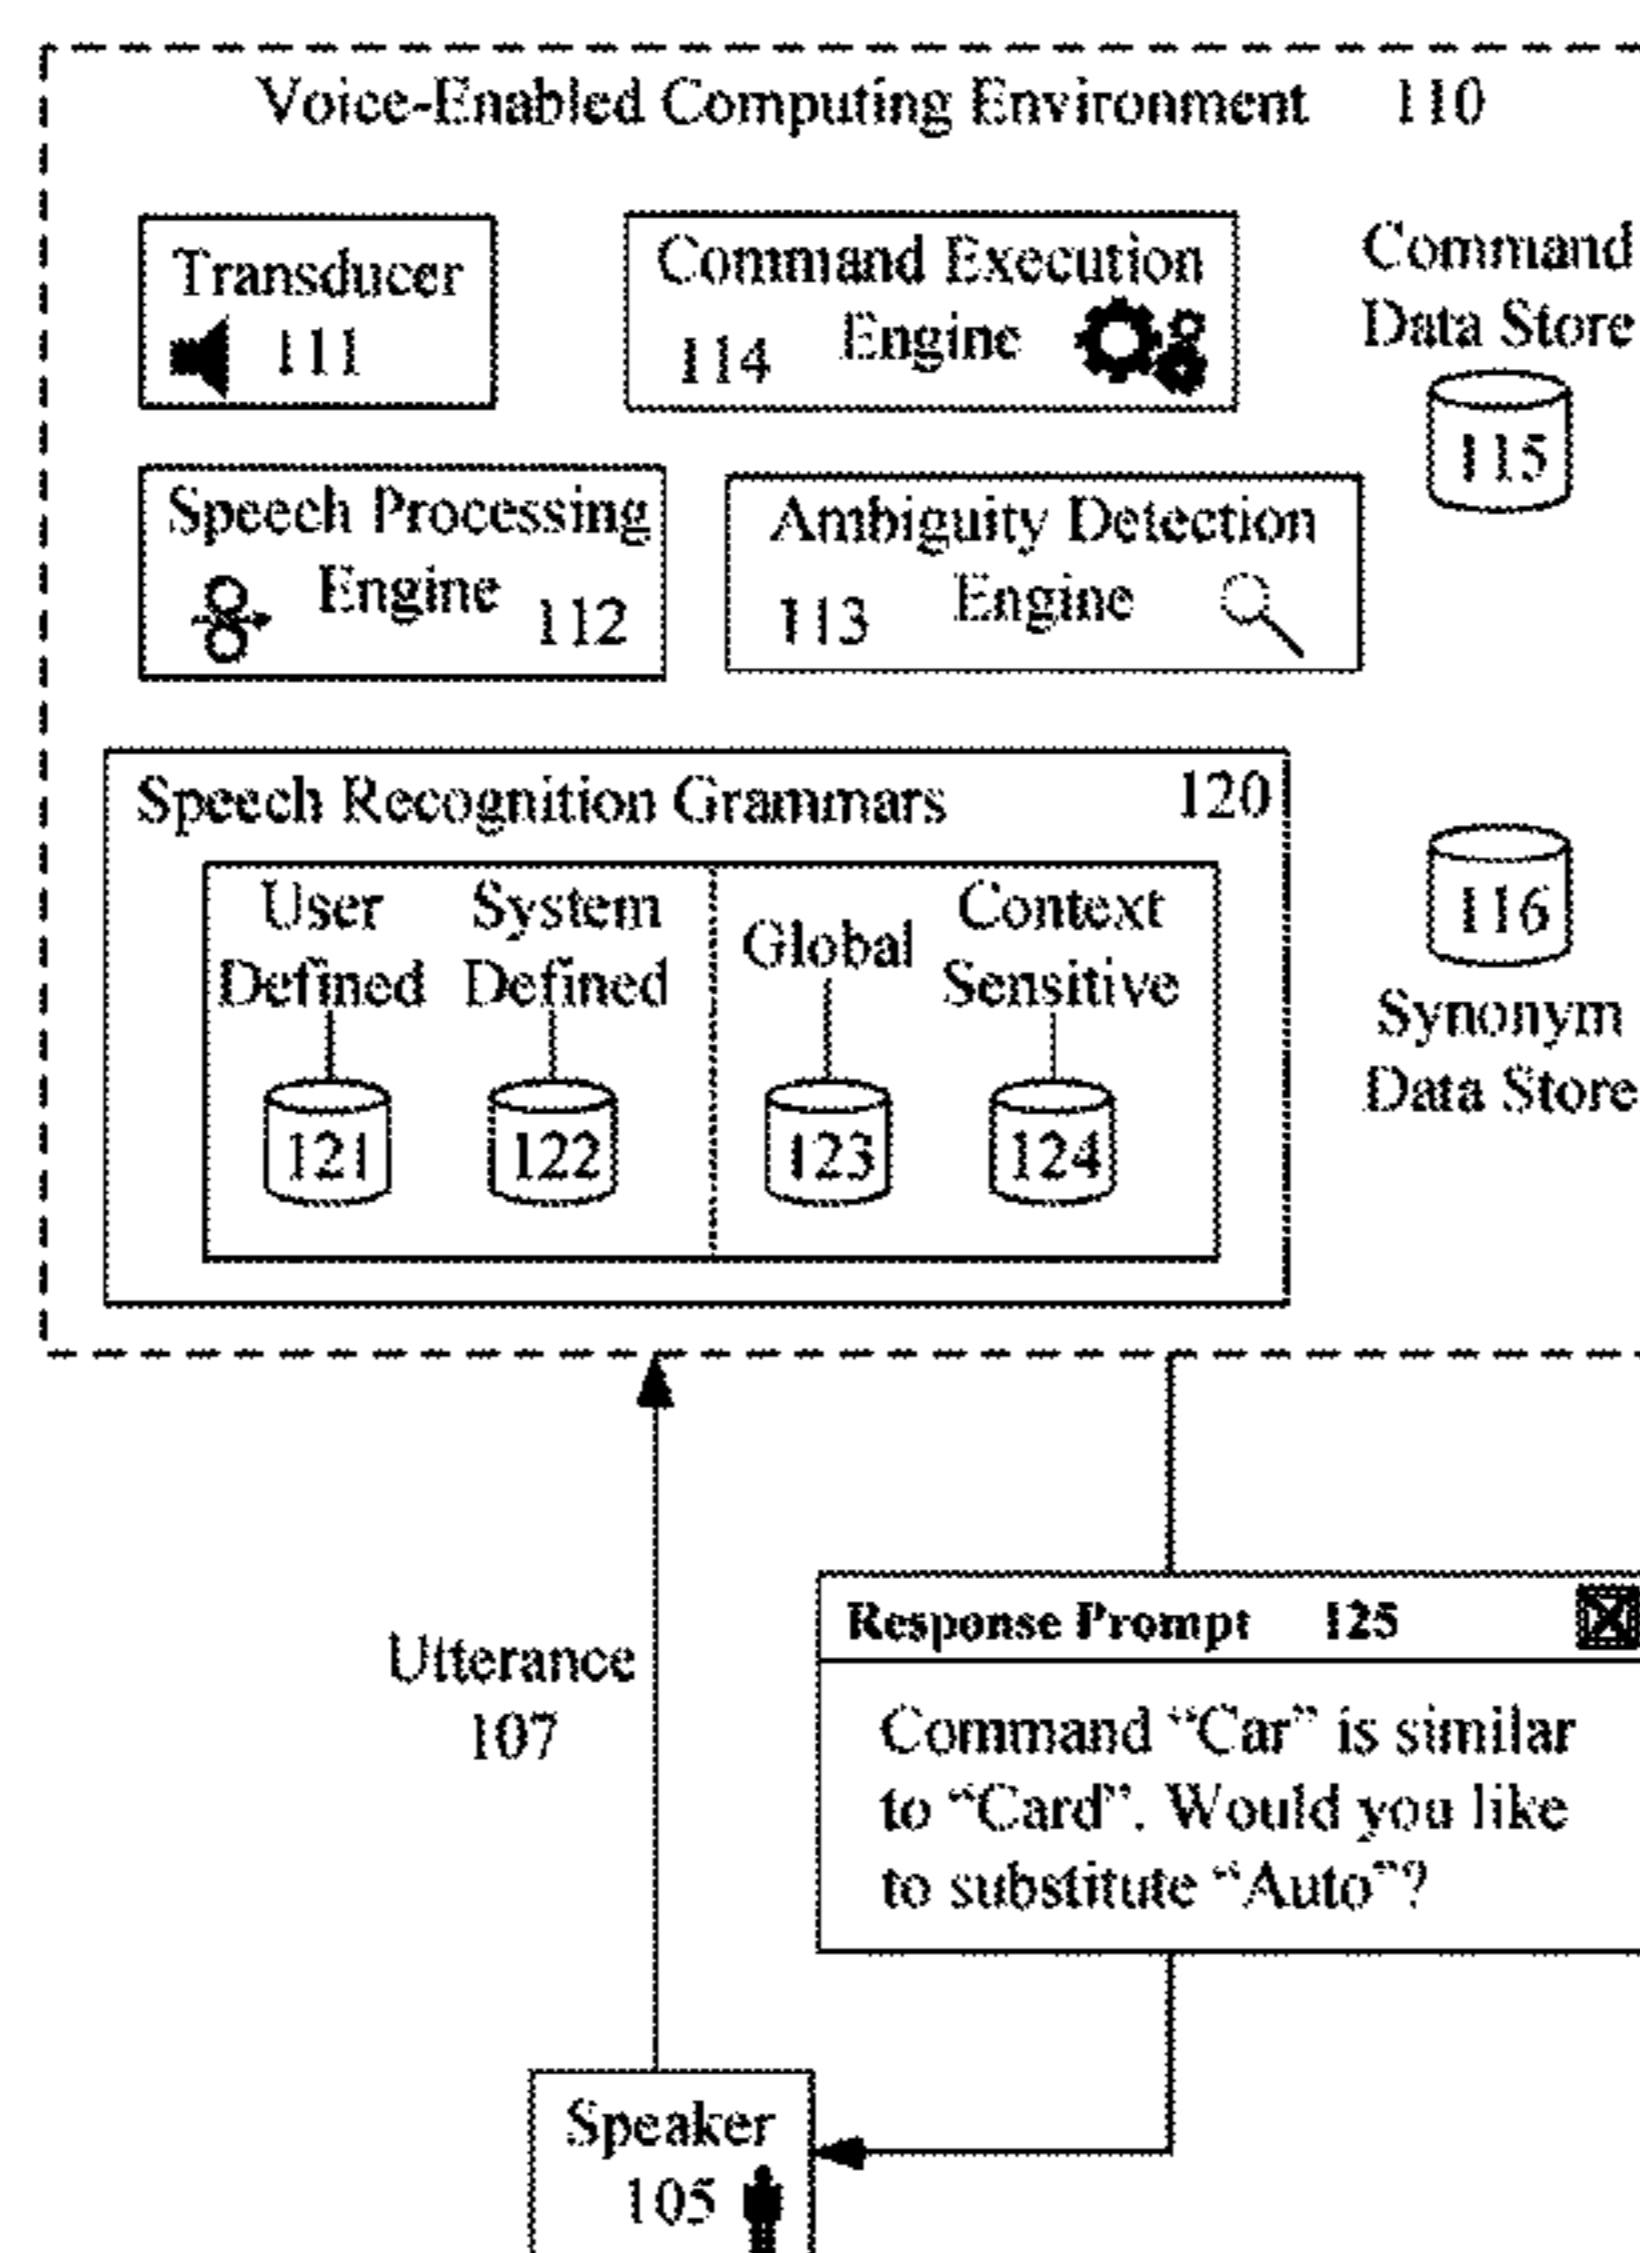 Voice-Enabled Computing Environment 110
Transducer
111
Command Execution
Engine
114
Command
Data Store
115
Speech Processing
Engine
112
Ambiguity Detection
Engine
113
Speech Recognition Grammars 120
User
Defined
121
System
Defined
122
Global
123
Context
Sensitive
124
116
Synonym
Data Store
Utterance
107
Response Prompt 125
Command “Car” is similar
to “Card”. Would you like
to substitute “Auto”?
Speaker
105